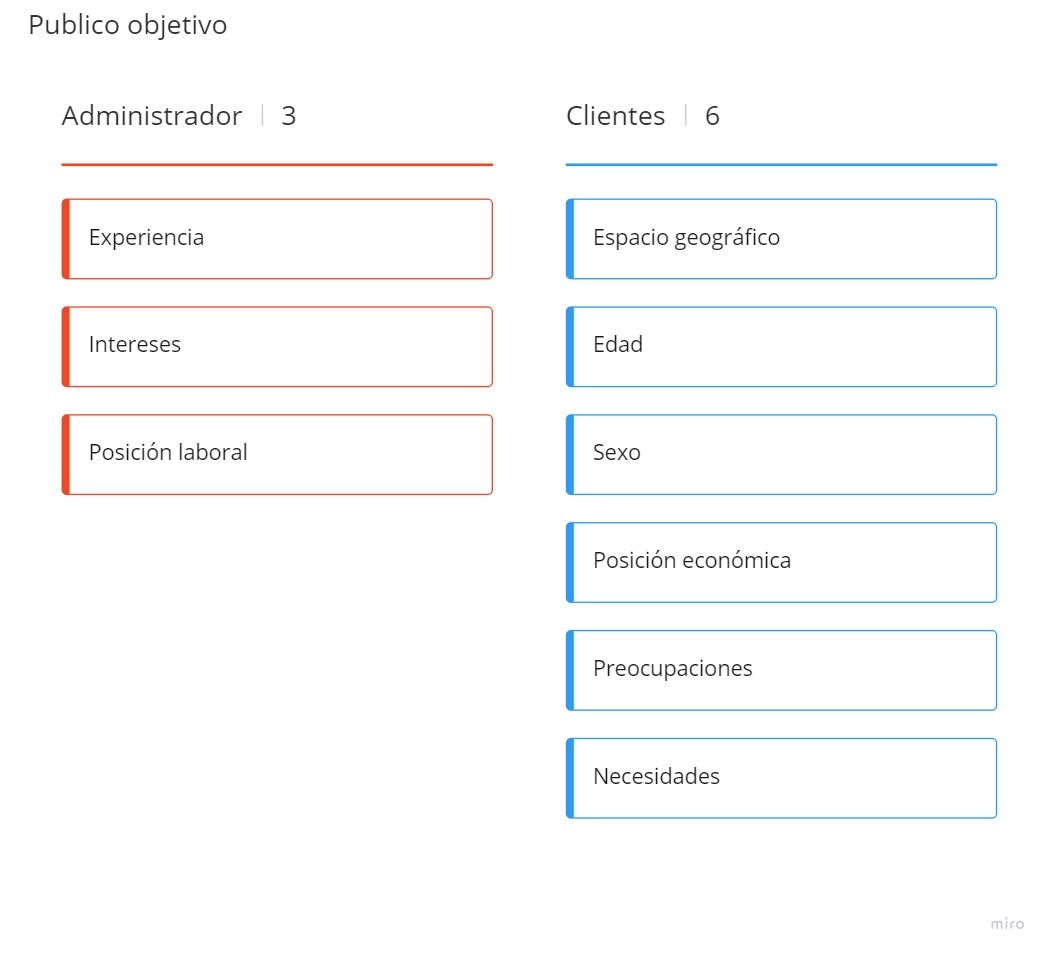 Publico objetivo
Administrador | 3
Experiencia
Intereses
Posición laboral
Clientes | 6
Espacio geográfico
Edad
Sexo
Posición económica
Preocupaciones
Necesidades
miro